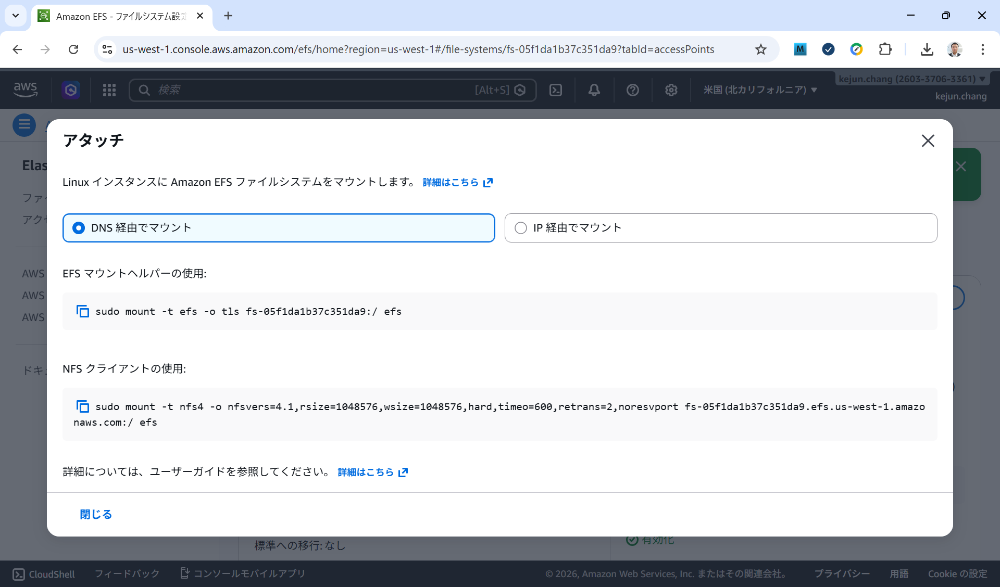 Amazon EFS - ファイルシステム設定
us-west-1.console.aws.amazon.com/efs/home?region=us-west-1#/file-systems/fs-05f1da1b37c351da9?tabId=accessPoints
M
aws
検索
[Alt+S]
米国 (北カリフォルニア) ▼
kejun.chang (2603-3706-3361) ▼
kejun.chang
アタッチ
Elas
Linux インスタンスに Amazon EFS ファイルシステムをマウントします。 詳細はこちら
ファイ
アク
DNS 経由でマウント
IP 経由でマウント
EFS マウントヘルパーの使用:
AWS
AWS
AWS
sudo mount -t efs -o tls fs-05f1da1b37c351da9:/ efs
NFS クライアントの使用:
ドキュ
sudo mount -t nfs4 -o nfsvers=4.1,rsize=1048576,wsize=1048576,hard,timeo=600,retrans=2,noresvport fs-05f1da1b37c351da9.efs.us-west-1.amazo
naws.com:/ efs
詳細については、ユーザーガイドを参照してください。 詳細はこちら
閉じる
標準への移行: なし
有効化
CloudShell
フィードバック
コンソールモバイルアプリ
© 2026, Amazon Web Services, Inc. またはその関連会社。
プライバシー
用語
Cookie の設定